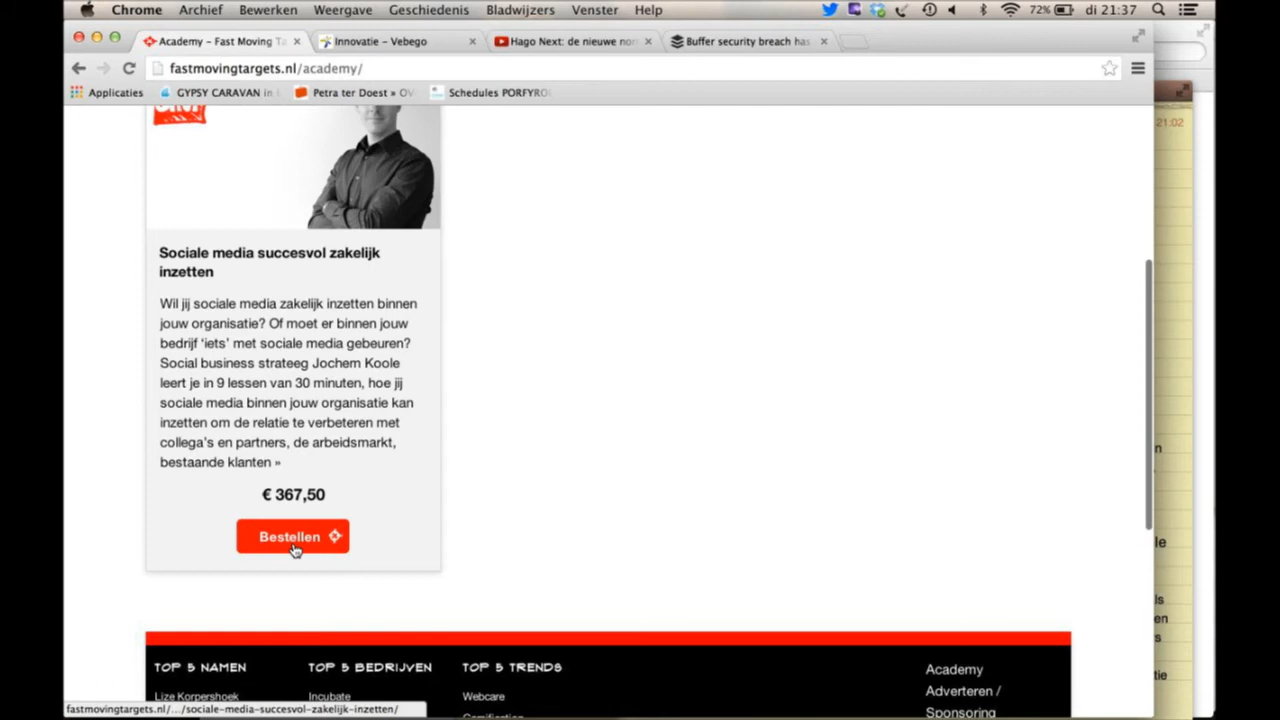 Chrome Archief Bewerken Weergave Geschiedenis Bladwijzers Venster Help 72% di 21:37
Academy – Fast Moving Ta Innovatie – Vebego Hago Next: de nieuwe nor Buffer security breach has
fastmovingtargets.nl/academy/
Applicaties GYPSY CARAVAN in Petra ter Doest » OV Schedules PORFYRO
21:02
Sociale media succesvol zakelijk
inzetten
Wil jij sociale media zakelijk inzetten binnen
jouw organisatie? Of moet er binnen jouw
bedrijf ‘iets’ met sociale media gebeuren?
Social business strateeg Jochem Koole
leert je in 9 lessen van 30 minuten, hoe jij
sociale media binnen jouw organisatie kan
inzetten om de relatie te verbeteren met
collega's en partners, de arbeidsmarkt,
bestaande klanten »
€ 367,50
Bestellen
TOP 5 NAMEN TOP 5 BEDRIJVEN TOP 5 TRENDS
Academy
Lize Korpershoek Incubate Webcare
Adverteren /
Sponsoring
fastmovingtargets.nl/.../sociale-media-succesvol-zakelijk-inzetten/